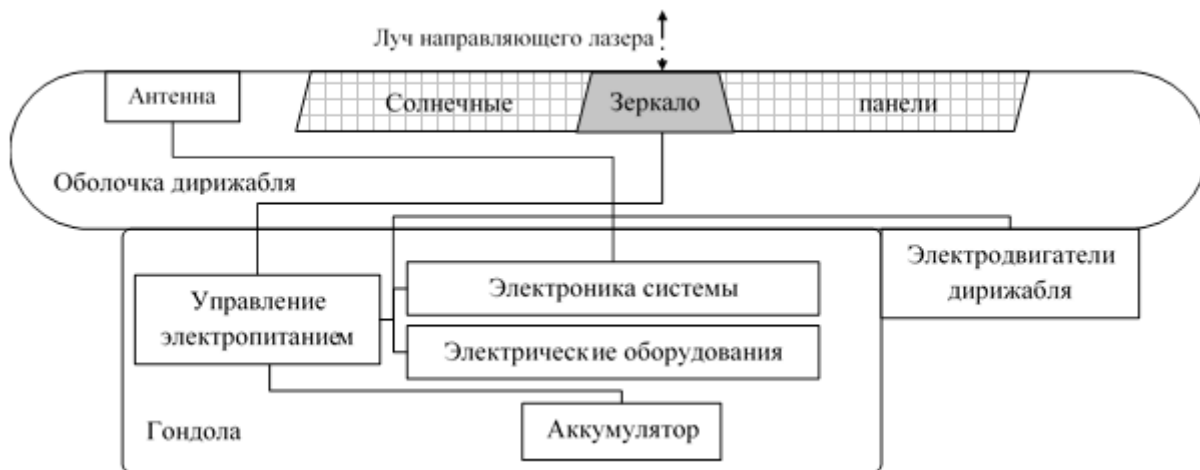 Луч направляющего лазера
Антенна
Солнечные
Зеркало
панели
Оболочка дирижабля
Электродвигатели
дирижабля
Управление
электропитанием
Электроника системы
Электрические оборудования
Аккумулятор
Гондола